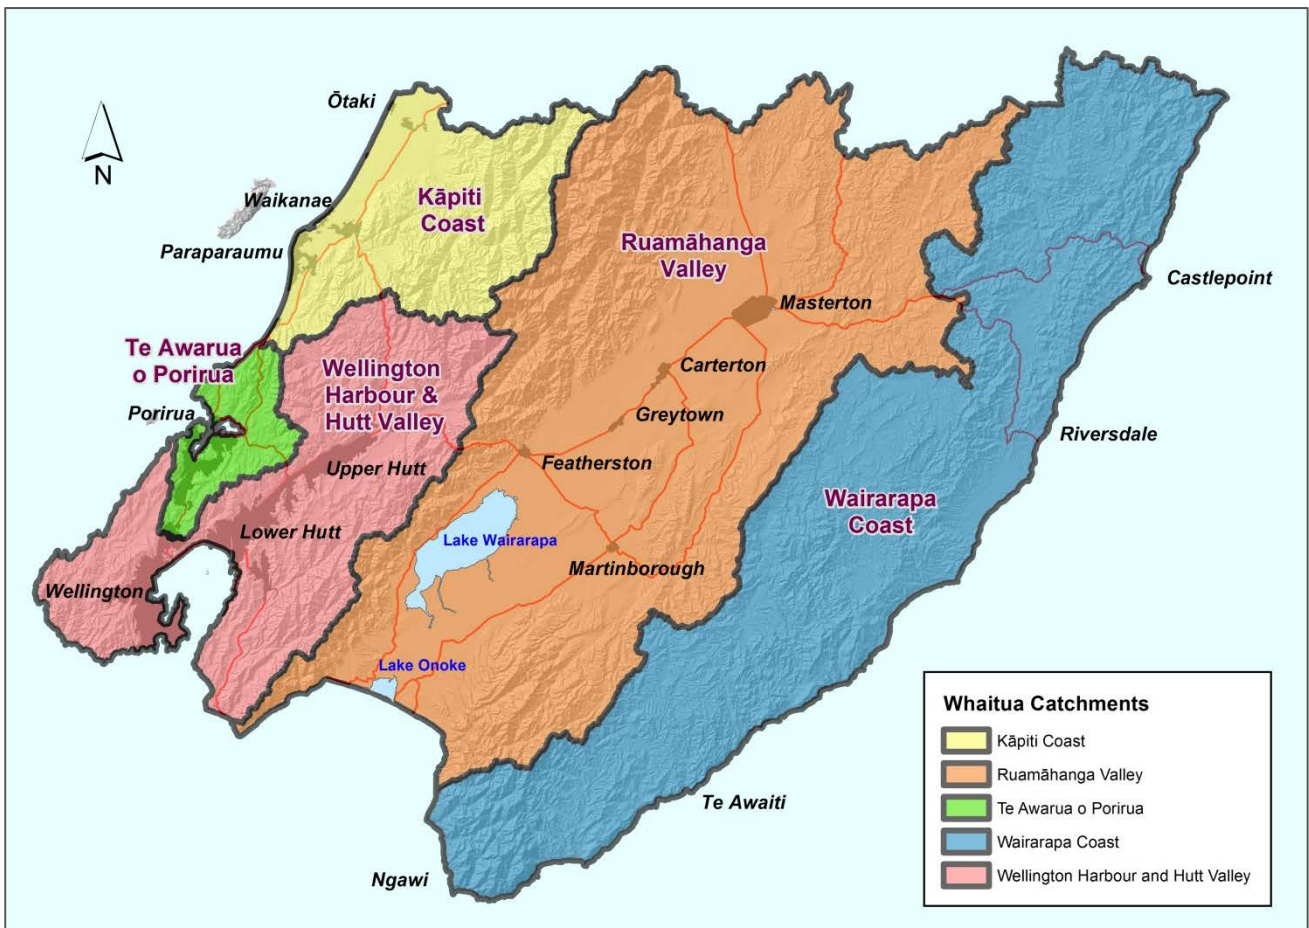 Ōtaki
N
Waikanae
Kāpiti
Coast
Paraparaumu
Ruamāhanga
Valley
Castlepoint
Masterton
Te Awarua
o Porirua
Wellington
Harbour &
Hutt Valley
Carterton
Porirua
Greytown
Riversdale
Upper Hutt
Featherston
Wairarapa
Coast
Lower Hutt
Lake Wairarapa
Martinborough
Wellington
Lake Onoke
Te Awaiti
Ngawi
Whaitua Catchments
Kāpiti Coast
Ruamāhanga Valley
Te Awarua o Porirua
Wairarapa Coast
Wellington Harbour and Hutt Valley